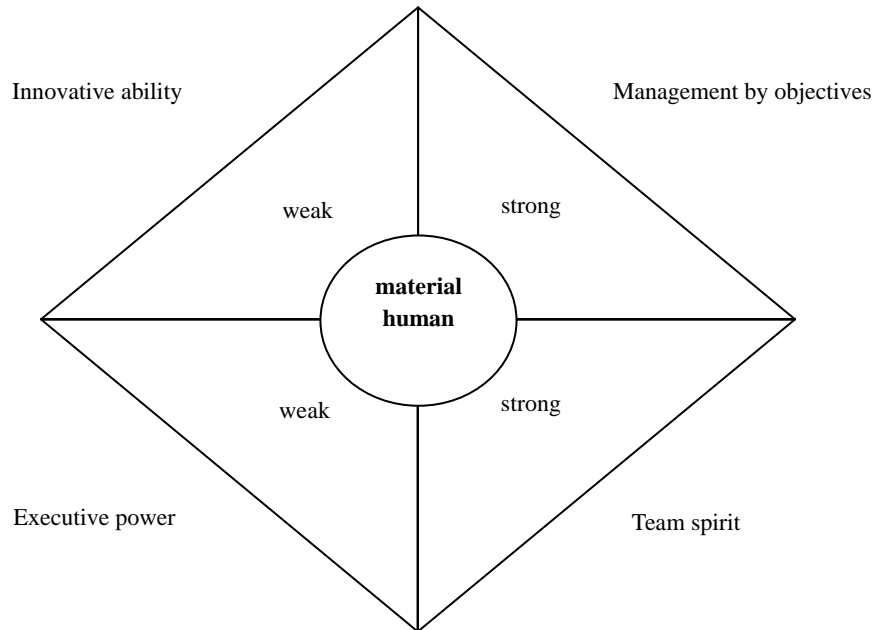 Innovative ability
Management by objectives
weak
strong
material
human
weak
strong
Executive power
Team spirit